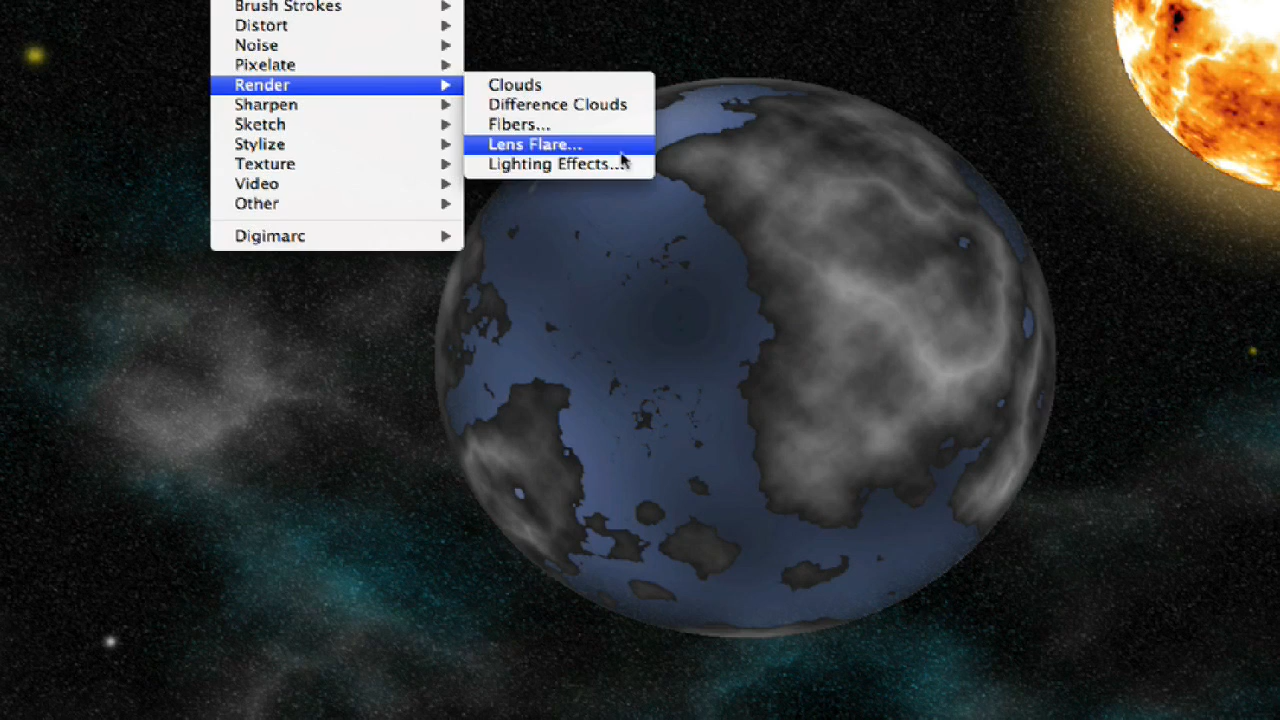 Brush Strokes
Distort
Noise
Pixelate
Render
Sharpen
Sketch
Stylize
Texture
Video
Other
Digimarc
Clouds
Difference Clouds
Fibers...
Lens Flare...
Lighting Effects...